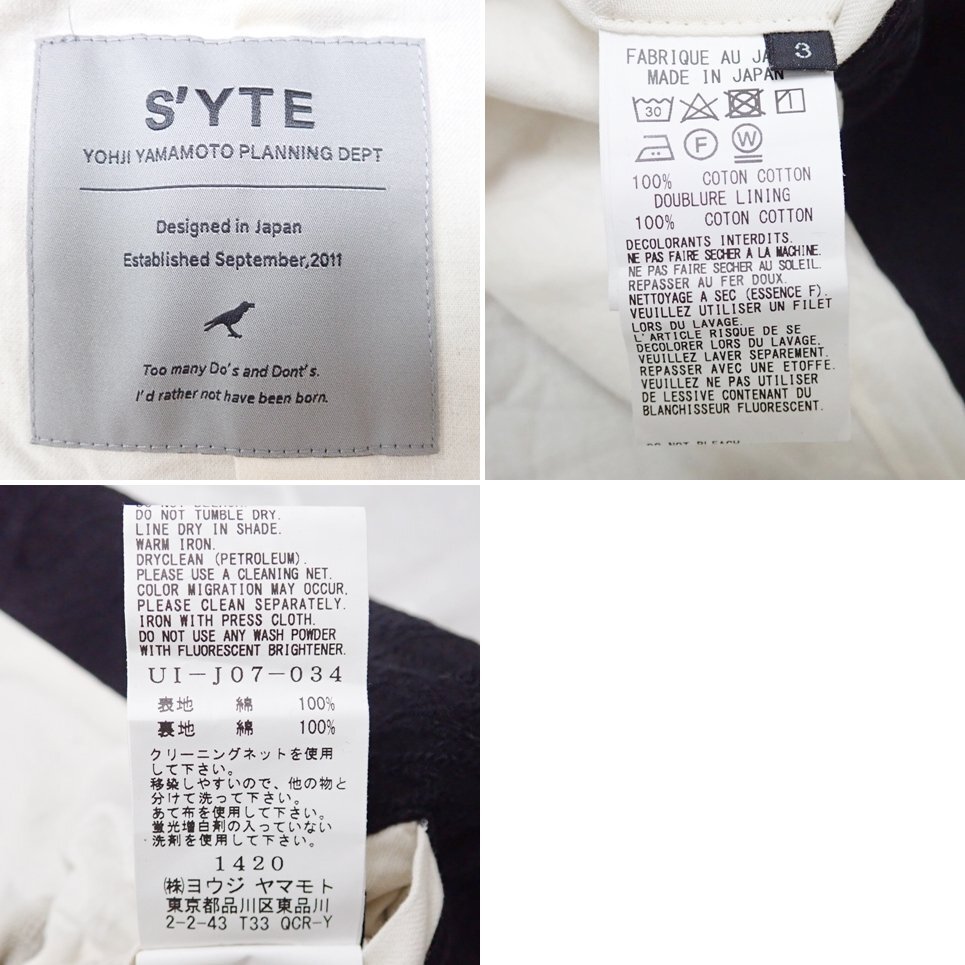 S'YTE
YOHJI YAMAMOTO PLANNING DEPT
Designed in Japan
Established September,2011
Too many Do's and Dont's.
I'd rather not have been born.
3
FABRIQUE AU JA
MADE IN JAPAN
30
F
W
100% COTON COTTON
DOUBLURE LINING
100% COTON COTTON
DECOLORANTS INTERDITS.
NE PAS FAIRE SECHER A LA MACHINE.
NE PAS FAIRE SECHER AU SOLEIL.
REPASSER AU FER DOUX.
NETTOYAGE A SEC (ESSENCE F).
VEUILLEZ UTILISER UN FILET
LORS DU LAVAGE.
L'ARTICLE RISQUE DE SE
DECOLORER LORS DU LAVAGE,
VEUILLEZ LAVER SEPAREMENT.
REPASSER AVEC UNE ETOFFE.
VEUILLEZ NE PAS UTILISER
DE LESSIVE CONTENANT DU
BLANCHISSEUR FLUORESCENT.
DO NOT BLEACH
DO NOT BLEACH.
DO NOT TUMBLE DRY.
LINE DRY IN SHADE.
WARM IRON.
DRYCLEAN (PETROLEUM).
PLEASE USE A CLEANING NET.
COLOR MIGRATION MAY OCCUR,
PLEASE CLEAN SEPARATELY.
IRON WITH PRESS CLOTH.
DO NOT USE ANY WASH POWDER
WITH FLUORESCENT BRIGHTENER.
UI-J07-034
表地 綿 100%
裏地 綿 100%
クリーニングネットを使用
して下さい。
移染しやすいので、他の物と
分けて洗って下さい。
あて布を使用して下さい。
蛍光増白剤の入っていない
洗剤を使用して下さい。
1420
㈱ヨウジ ヤマモト
東京都品川区東品川
2-2-43 T33 QCR-Y